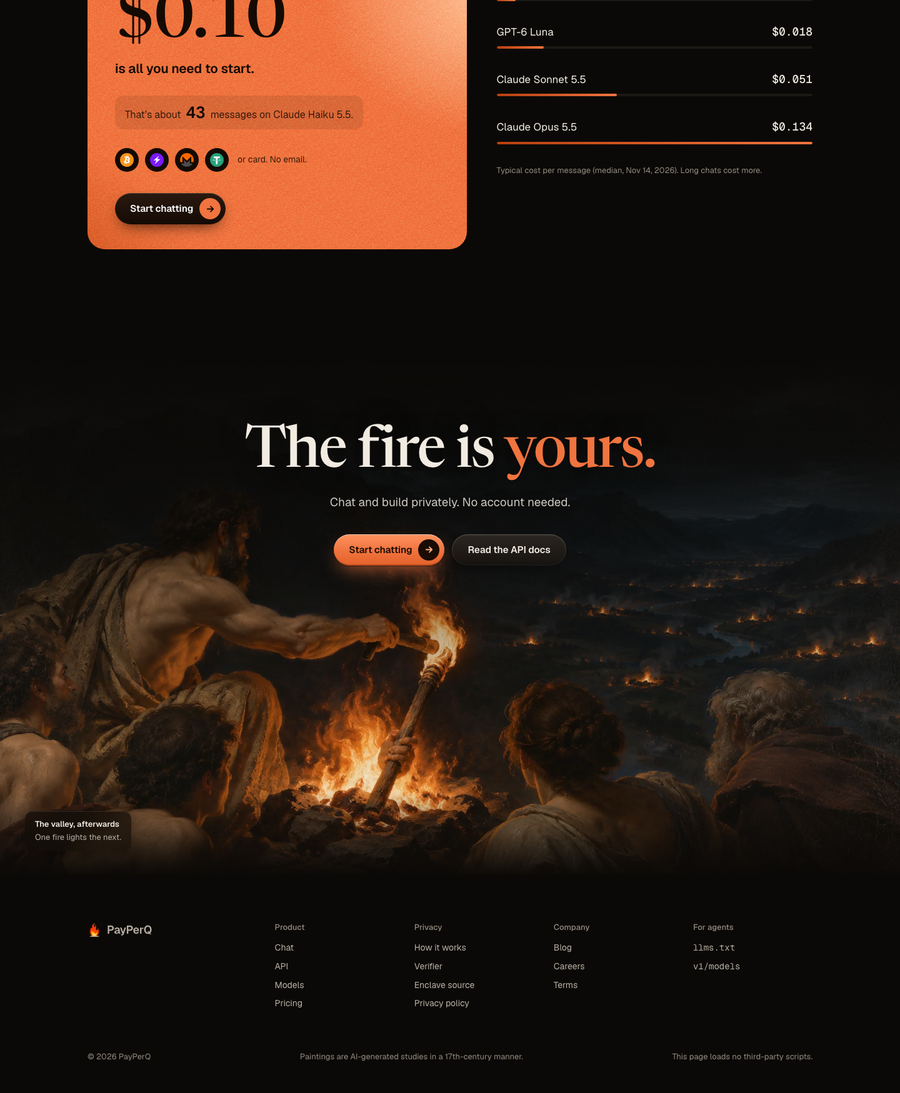 $0.10
is all you need to start.
That's about 43 messages on Claude Haiku 5.5.
or card. No email.
Start chatting
GPT-6 Luna $0.018
Claude Sonnet 5.5 $0.051
Claude Opus 5.5 $0.134
Typical cost per message (median, Nov 14, 2026). Long chats cost more.
The fire is yours.
Chat and build privately. No account needed.
Start chatting
Read the API docs
The valley, afterwards
One fire lights the next.
PayPerQ
Product
Chat
API
Models
Pricing
Privacy
How it works
Verifier
Enclave source
Privacy policy
Company
Blog
Careers
Terms
For agents
llms.txt
v1/models
© 2026 PayPerQ
Paintings are AI-generated studies in a 17th-century manner.
This page loads no third-party scripts.